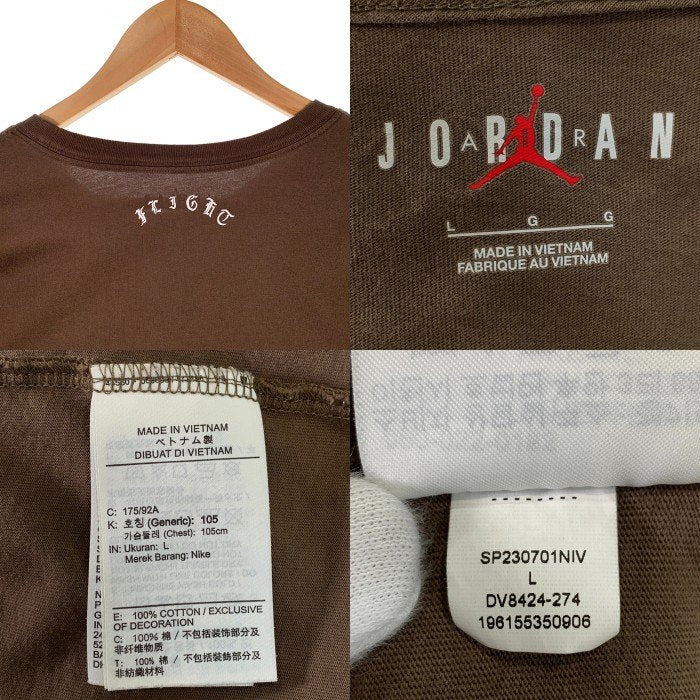 FLIGHT
JORDAN
AIR
L G G
MADE IN VIETNAM
FABRIQUE AU VIETNAM
MADE IN VIETNAM
ベトナム製
DIBUAT DI VIETNAM
C: 175/92A
K: 호칭 (Generic): 105
가슴둘레 (Chest): 105cm
IN: Ukuran: L
Merek Barang: Nike
E: 100% COTTON / EXCLUSIVE
OF DECORATION
C: 100% 棉 / 不包括装饰部分及
非纤维物质
T: 100% 棉 / 不包括裝飾部分及
非紡織材料
SP230701NIV
L
DV8424-274
196155350906